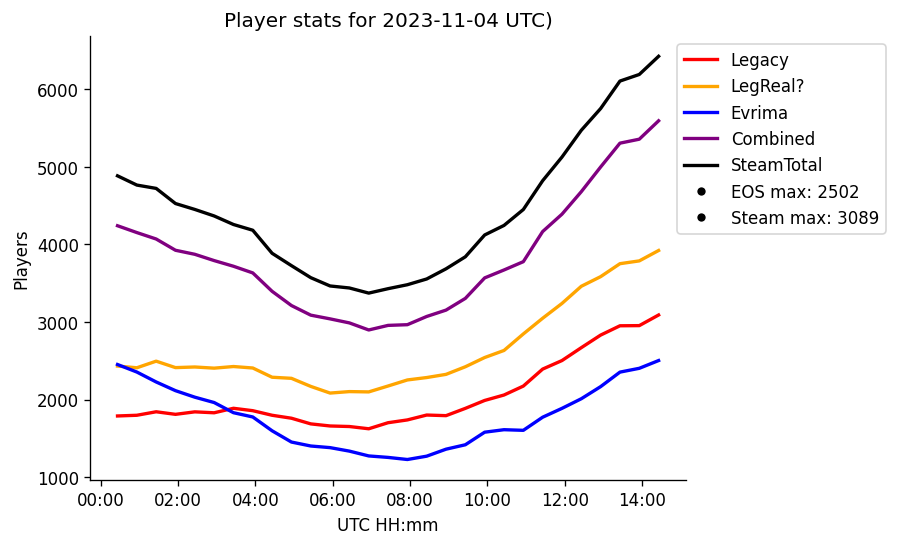 Player stats for 2023-11-04 UTC)
Players
6000
5000
4000
3000
2000
1000
00:00 02:00 04:00 06:00 08:00 10:00 12:00 14:00
UTC HH:mm
Legacy
LegReal?
Evrima
Combined
SteamTotal
EOS max: 2502
Steam max: 3089